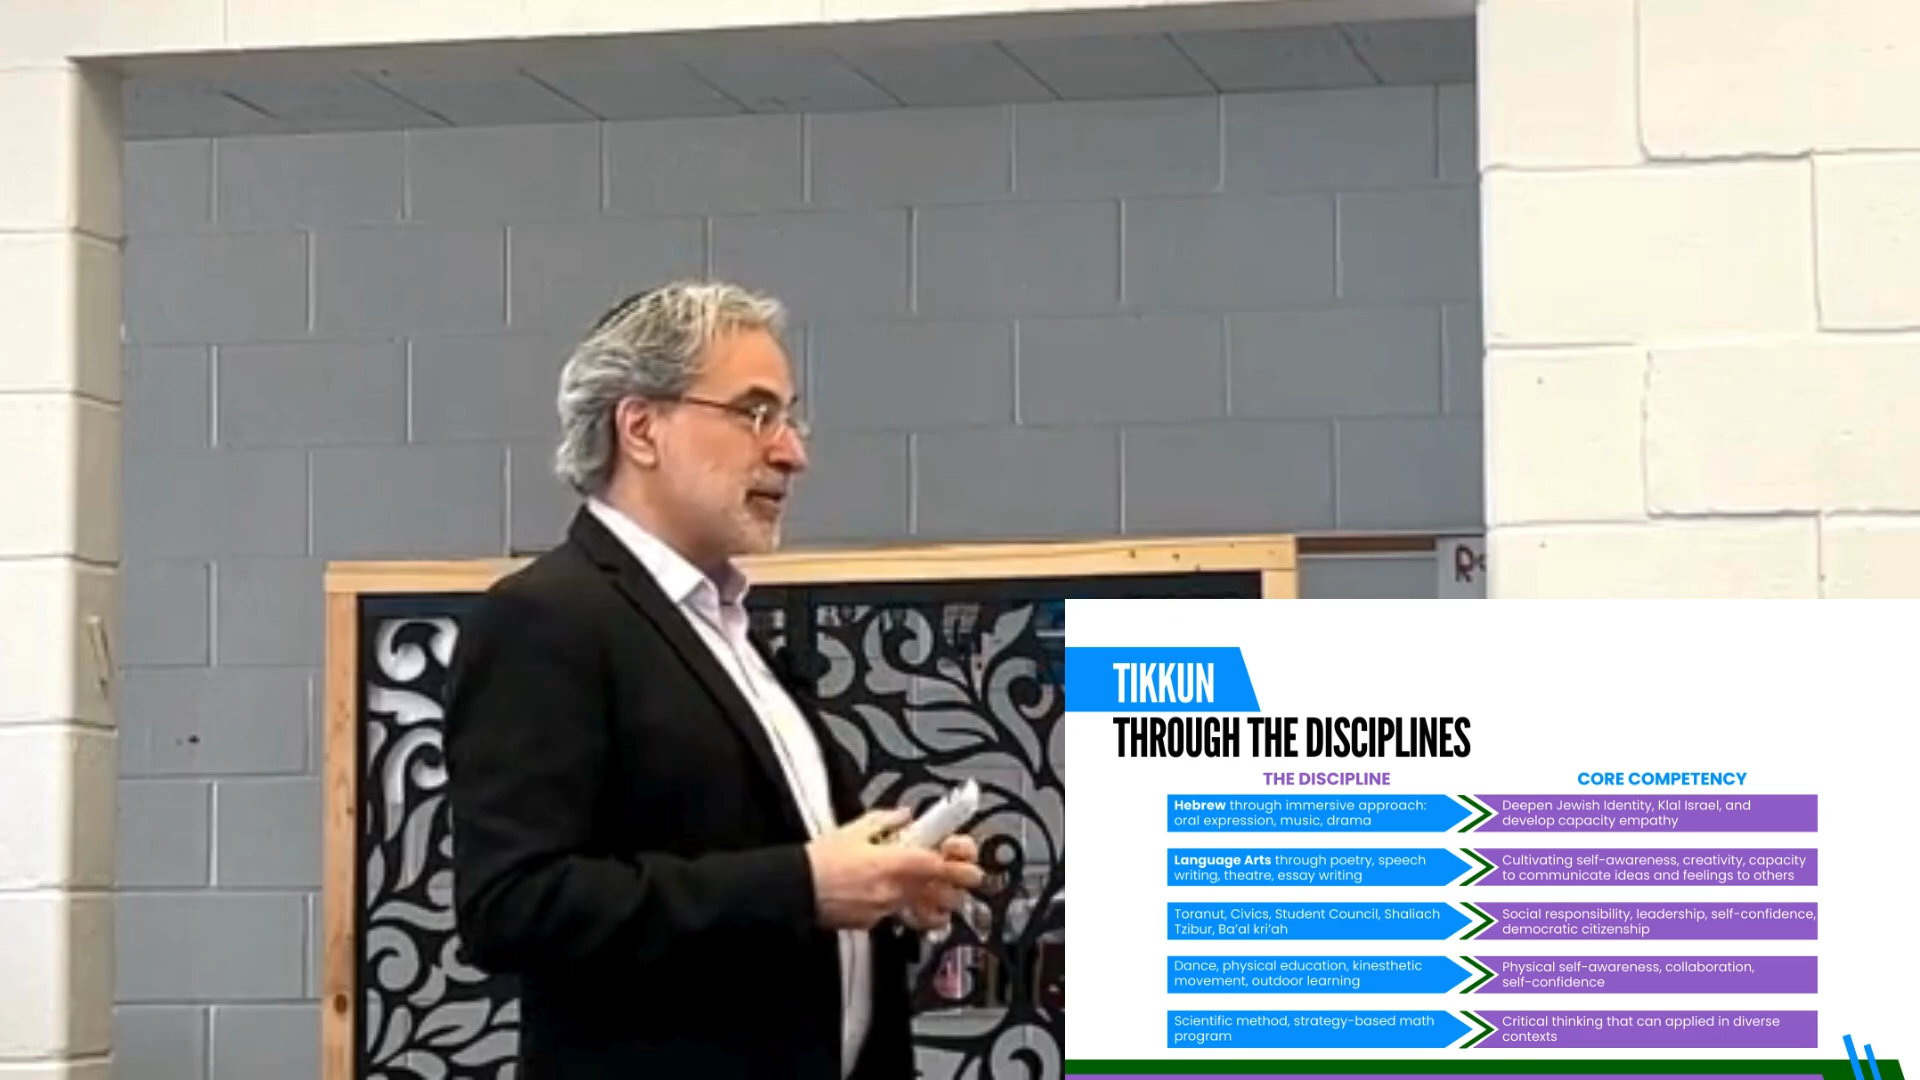 TIKKUN
THROUGH THE DISCIPLINES
THE DISCIPLINE
CORE COMPETENCY
Hebrew through immersive approach:
oral expression, music, drama
Deepen Jewish Identity, Klal Israel, and
develop capacity empathy
Language Arts through poetry, speech
writing, theatre, essay writing
Cultivating self-awareness, creativity, capacity
to communicate ideas and feelings to others
Toranut, Civics, Student Council, Shaliach
Tzibur, Ba'al kri'ah
Social responsibility, leadership, self-confidence,
democratic citizenship
Dance, physical education, kinesthetic
movement, outdoor learning
Physical self-awareness, collaboration,
self-confidence
Scientific method, strategy-based math
program
Critical thinking that can applied in diverse
contexts